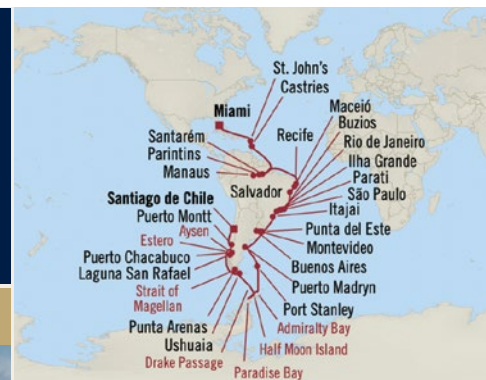 St. John's
Castries
Miami
Maceió
Buzios
Rio de Janeiro
Ilha Grande
Parati
São Paulo
Santarém
Parintins
Manaus
Recife
Salvador
Itajai
Santiago de Chile
Puerto Montt
Aysen
Estero
Puerto Chacabuco
Laguna San Rafael
Strait of
Magellan
Punta Arenas
Ushuaia
Drake Passage
Punta del Este
Montevideo
Buenos Aires
Puerto Madryn
Port Stanley
Admiralty Bay
Half Moon Island
Paradise Bay